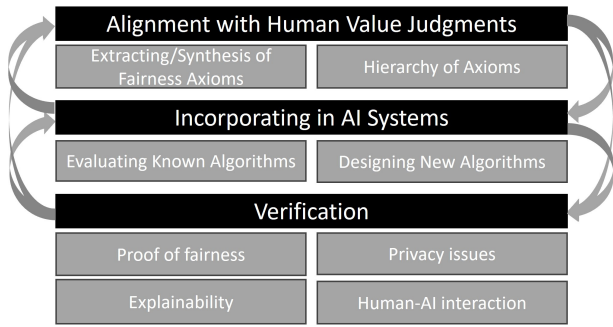 Alignment with Human Value Judgments
Extracting/Synthesis of
Fairness Axioms
Hierarchy of Axioms
Incorporating in AI Systems
Evaluating Known Algorithms
Designing New Algorithms
Verification
Proof of fairness
Privacy issues
Explainability
Human-AI interaction